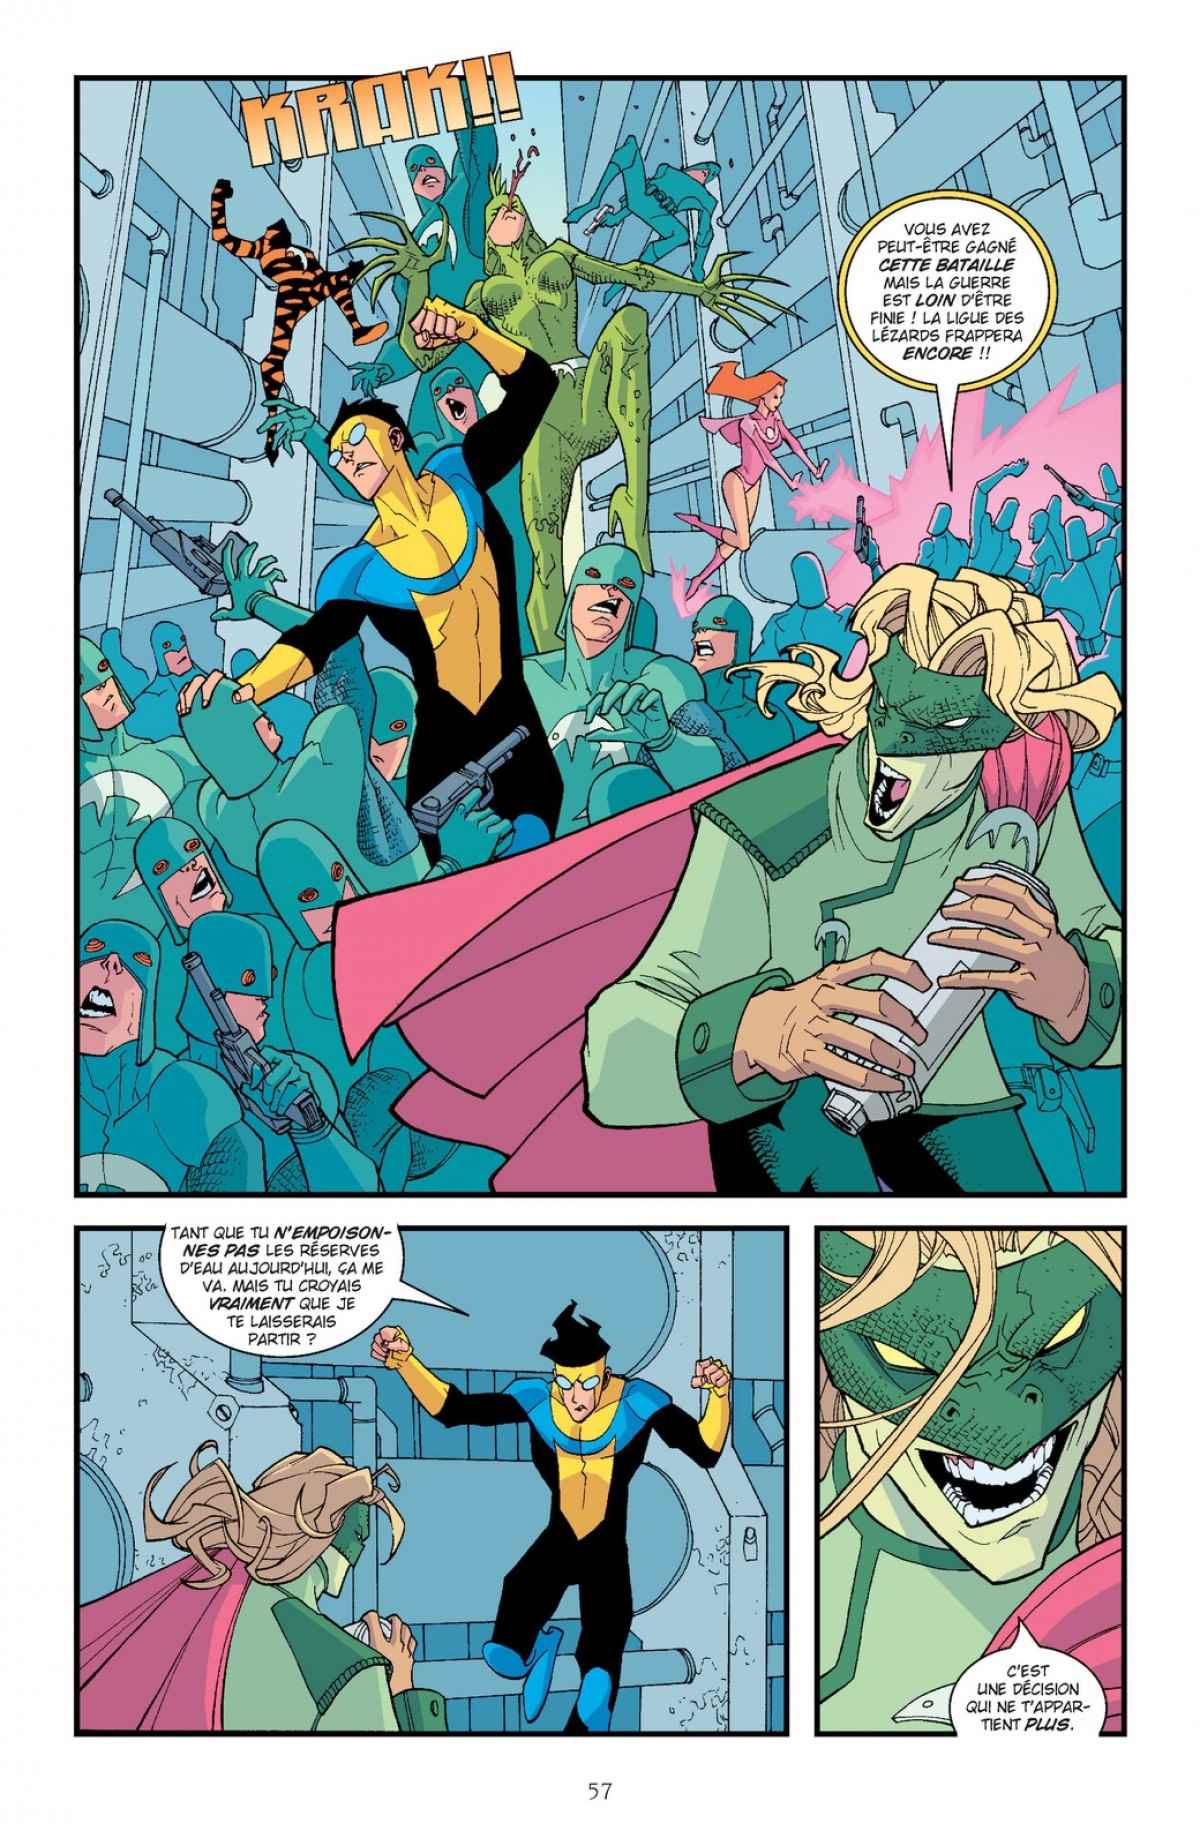 KRAK!!
VOUS AVEZ
PEUT-ÊTRE GAGNÉ
CETTE BATAILLE
MAIS LA GUERRE
EST LOIN D'ÊTRE
FINIE ! LA LIGUE DES
LÉZARDS FRAPPERA
ENCORE !!
TANT QUE TU N'EMPOISON-
NES PAS LES RÉSERVES
D'EAU AUJOURD'HUI, ÇA ME
VA. MAIS TU CROYAIS
VRAIMENT QUE JE
TE LAISSERAIS
PARTIR ?
C'EST
UNE DÉCISION
QUI NE T'APPAR-
TIENT PLUS.
57